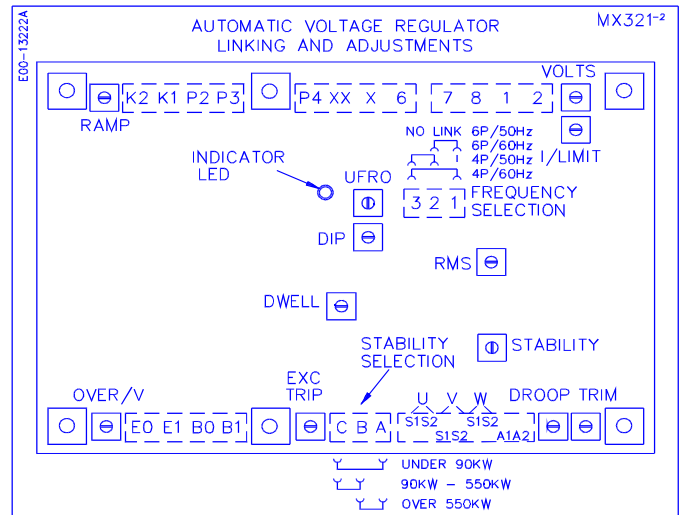 E00-13222A
AUTOMATIC VOLTAGE REGULATOR
LINKING AND ADJUSTMENTS
MX321-2
VOLTS
K2 K1 P2 P3
P4 XX X 6
7 8 1 2
RAMP
I/LIMIT
NO LINK 6P/50Hz
6P/60Hz
4P/50Hz
4P/60Hz
INDICATOR
LED
UFRO
3 2 1
FREQUENCY
SELECTION
DIP
RMS
DWELL
STABILITY
SELECTION
STABILITY
OVER/V
EXC
TRIP
U V W
DROOP TRIM
E0 E1 B0 B1
C B A
S1S2 S1S2
S1S2 A1A2
UNDER 90KW
90KW - 550KW
OVER 550KW